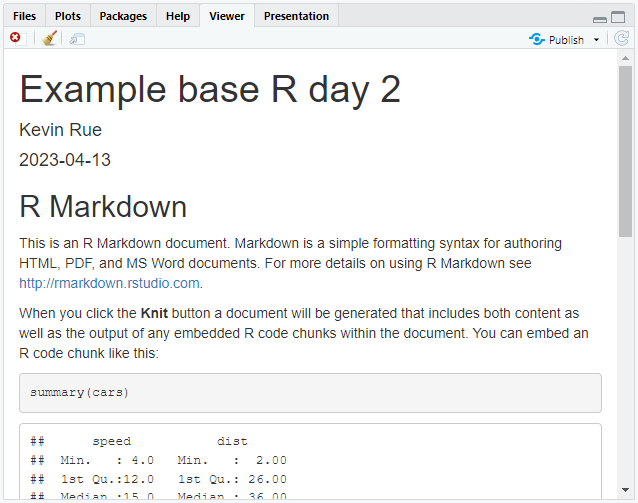 Files Plots Packages Help Viewer Presentation
Publish
Example base R day 2
Kevin Rue
2023-04-13
R Markdown
This is an R Markdown document. Markdown is a simple formatting syntax for authoring
HTML, PDF, and MS Word documents. For more details on using R Markdown see
http://rmarkdown.rstudio.com.
When you click the Knit button a document will be generated that includes both content as
well as the output of any embedded R code chunks within the document. You can embed an
R code chunk like this:
summary(cars)
##      speed           dist
##  Min.   : 4.0   Min.   :  2.00
##  1st Qu.:12.0   1st Qu.: 26.00
##  Median :15.0   Median : 36.00